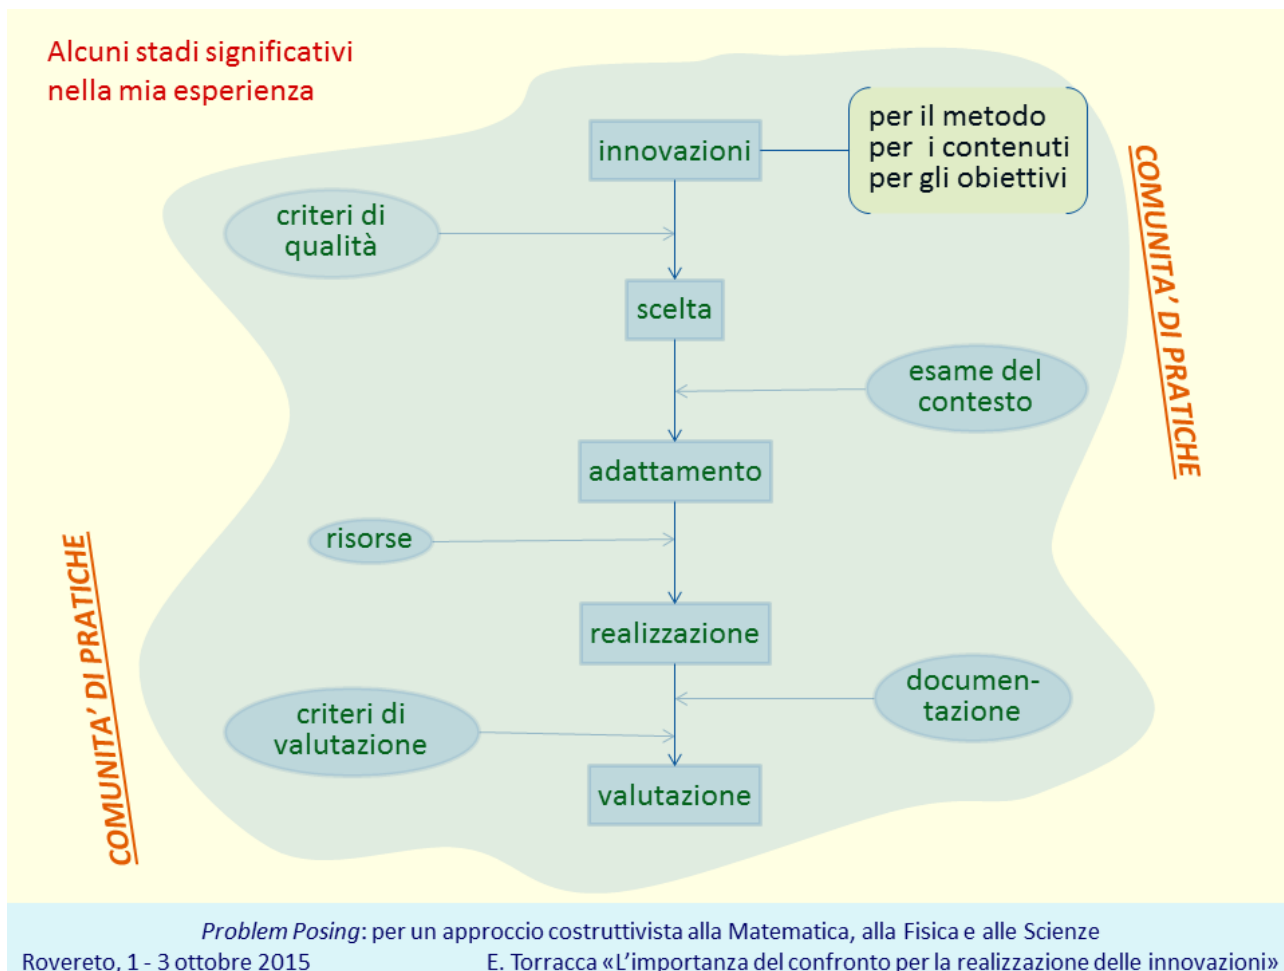 Alcuni stadi significativi
nella mia esperienza
innovazioni
per il metodo
per i contenuti
per gli obiettivi
COMUNITA’ DI PRATICHE
criteri di
qualità
scelta
esame del
contesto
adattamento
risorse
COMUNITA’ DI PRATICHE
realizzazione
documen-
tazione
criteri di
valutazione
valutazione
Problem Posing: per un approccio costruttivista alla Matematica, alla Fisica e alle Scienze
Rovereto, 1 - 3 ottobre 2015 E. Torracca «L’importanza del confronto per la realizzazione delle innovazioni»